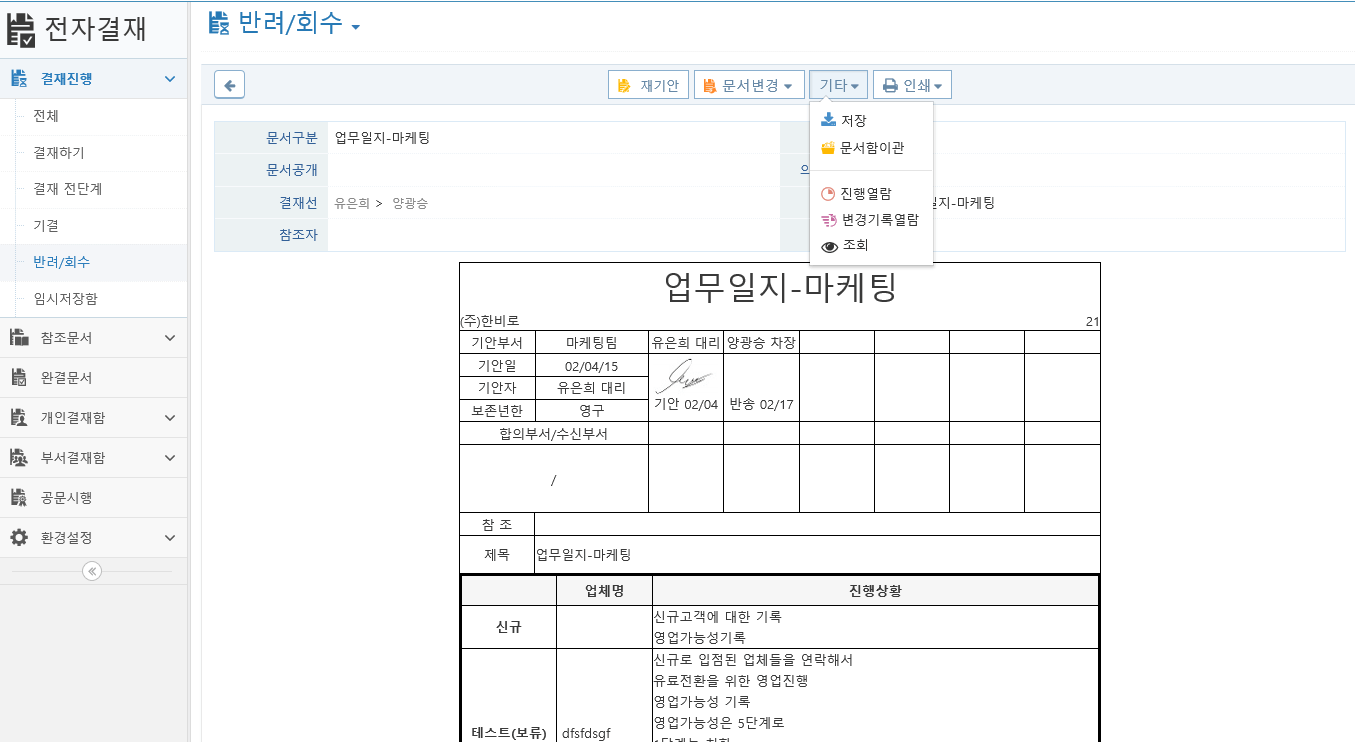 전자결재
결재진행
전체
결재하기
결재 전단계
기결
반려/회수
임시저장함
참조문서
완결문서
개인결재함
부서결재함
공문시행
환경설정
반려/회수
재기안 문서변경 기타 인쇄
저장
문서함이관
진행열람
변경기록열람
조회
문서구분 업무일지-마케팅
문서공개
결재선 유은희 > 양광승
일지-마케팅
참조자
업무일지-마케팅
(주)한비로 21
기안부서 마케팅팀 유은희 대리 양광승 차장
기안일 02/04/15
기안자 유은희 대리
기안 02/04 반송 02/17
보존년한 영구
합의부서/수신부서
/
참 조
제목 업무일지-마케팅
업체명 진행상황
신규
신규고객에 대한 기록
영업가능성기록
신규로 입점된 업체들을 연락해서
유료전환을 위한 영업진행
영업가능성 기록
영업가능성은 5단계로
테스트(보류) dfsfdsgf